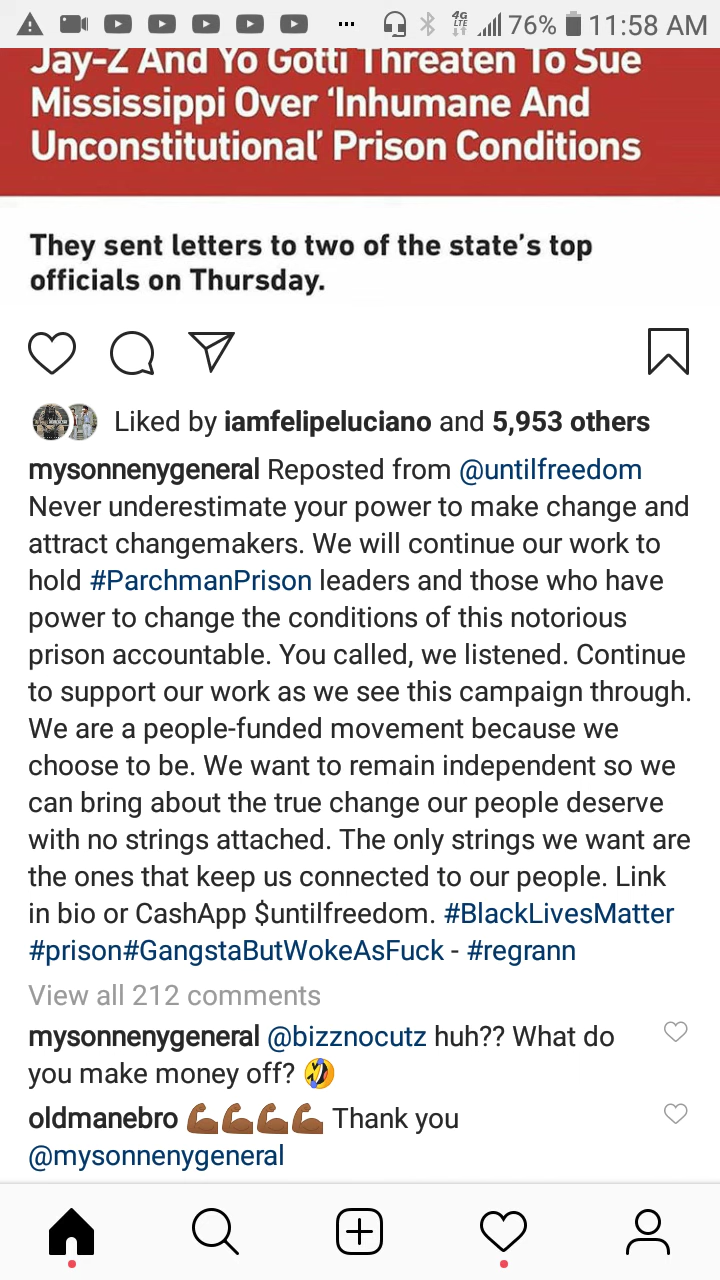 76% 11:58 AM
4G
LTE
Jay-Z And Yo Gotti Threaten To Sue
Mississippi Over ‘Inhumane And
Unconstitutional’ Prison Conditions
They sent letters to two of the state’s top
officials on Thursday.
Liked by iamfelipeluciano and 5,953 others
mysonnenygeneral Reposted from @untilfreedom
Never underestimate your power to make change and
attract changemakers. We will continue our work to
hold #ParchmanPrison leaders and those who have
power to change the conditions of this notorious
prison accountable. You called, we listened. Continue
to support our work as we see this campaign through.
We are a people-funded movement because we
choose to be. We want to remain independent so we
can bring about the true change our people deserve
with no strings attached. The only strings we want are
the ones that keep us connected to our people. Link
in bio or CashApp $untilfreedom. #BlackLivesMatter
#prison#GangstaButWokeAsFuck - #regrann
View all 212 comments
mysonnenygeneral @bizznocutz huh?? What do
you make money off? 🤣
oldmanebro 💪🏾💪🏾💪🏾💪🏾 Thank you
@mysonnenygeneral